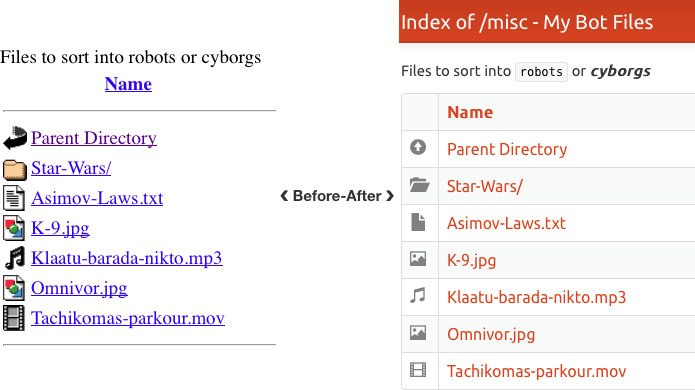 Files to sort into robots or cyborgs
Name
Parent Directory
Star-Wars/
Asimov-Laws.txt
K-9.jpg
Klaatu-barada-nikto.mp3
Omnivor.jpg
Tachikomas-parkour.mov
‹ Before-After ›
Index of /misc - My Bot Files
Files to sort into robots or cyborgs
Name
Parent Directory
Star-Wars/
Asimov-Laws.txt
K-9.jpg
Klaatu-barada-nikto.mp3
Omnivor.jpg
Tachikomas-parkour.mov